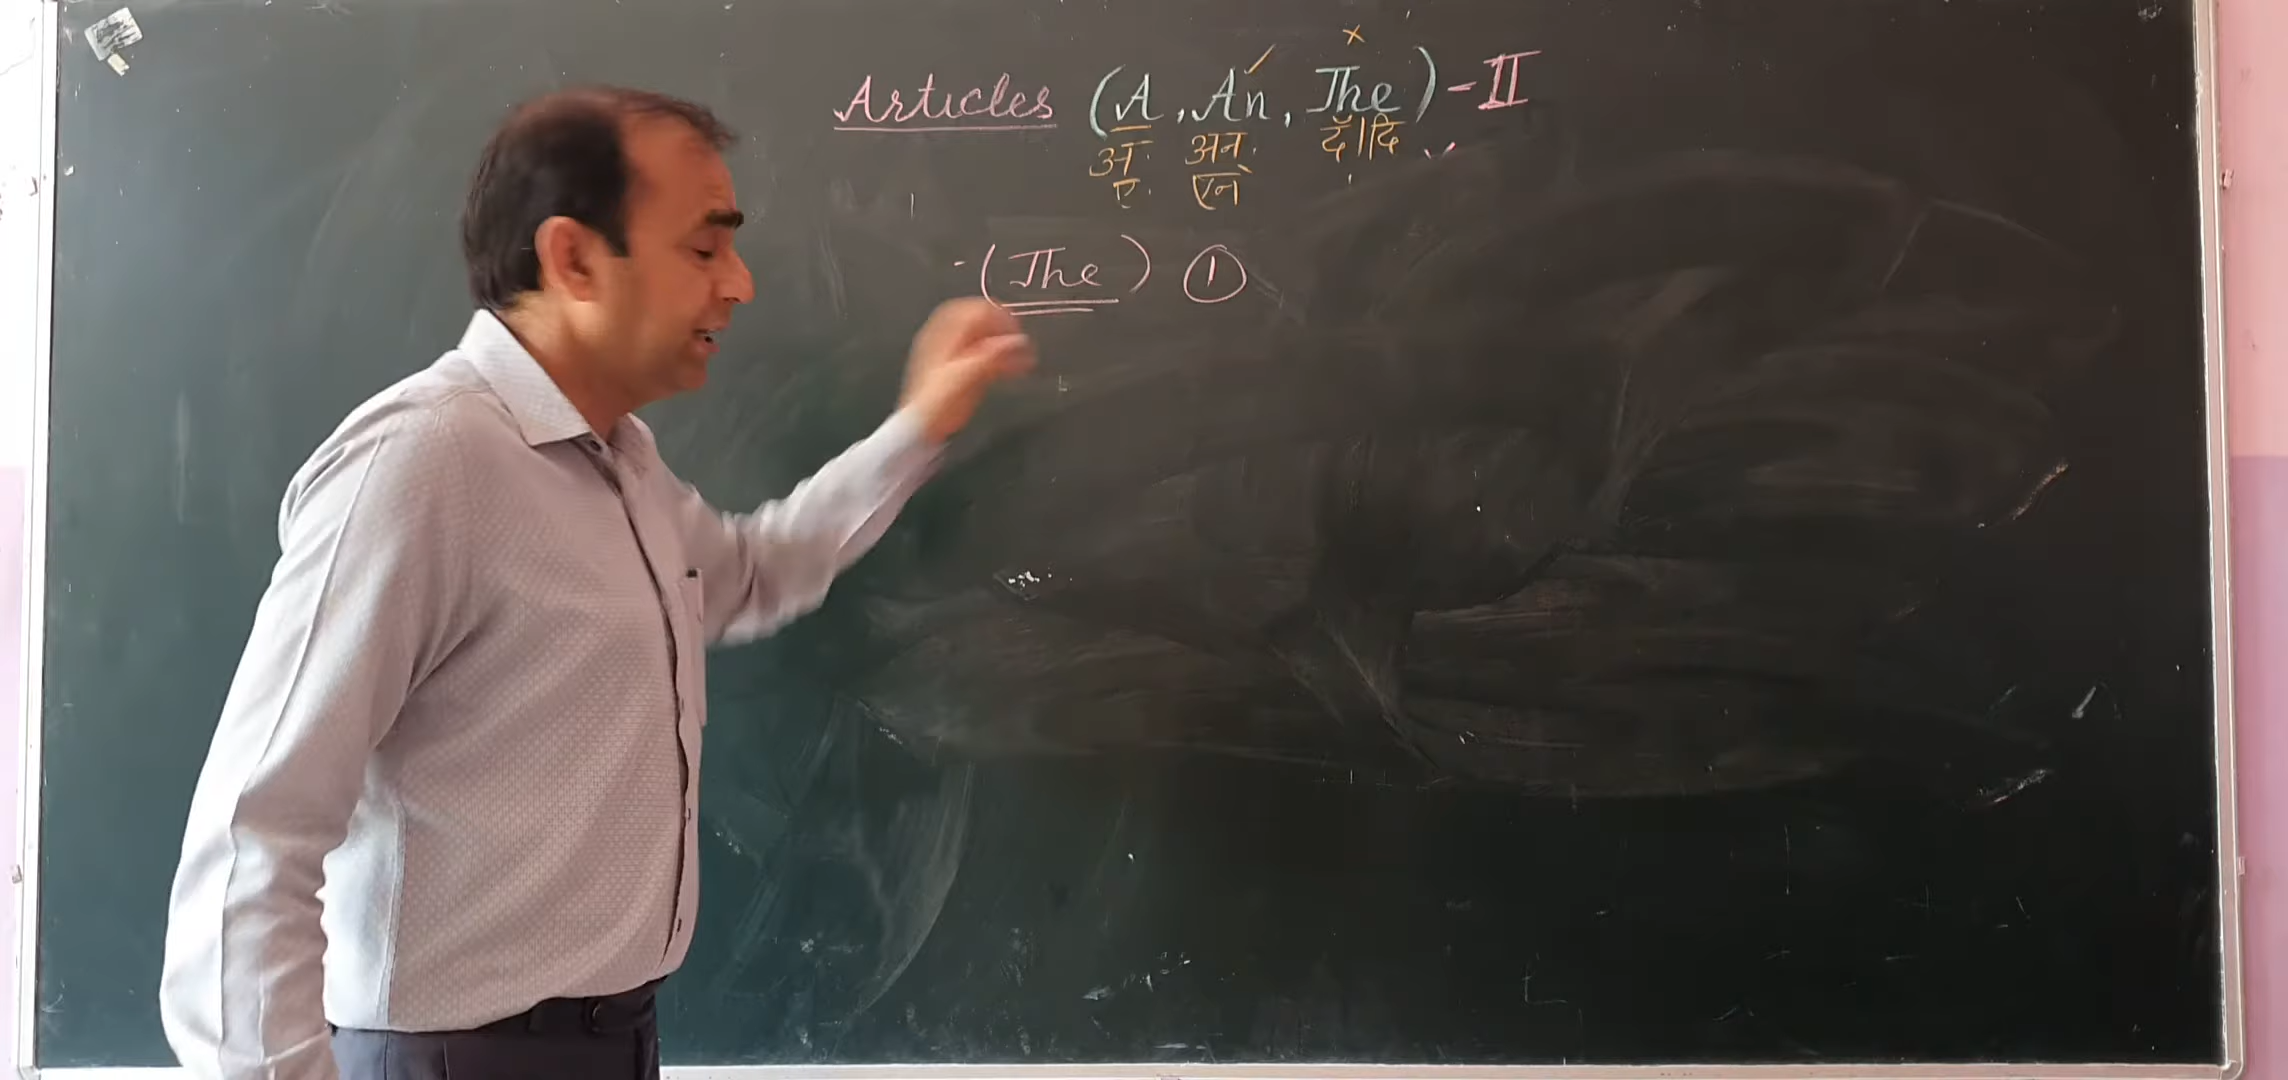 Articles (A, An, The) - II
अ अन दॅ।दि
ए एन
- (The) ①